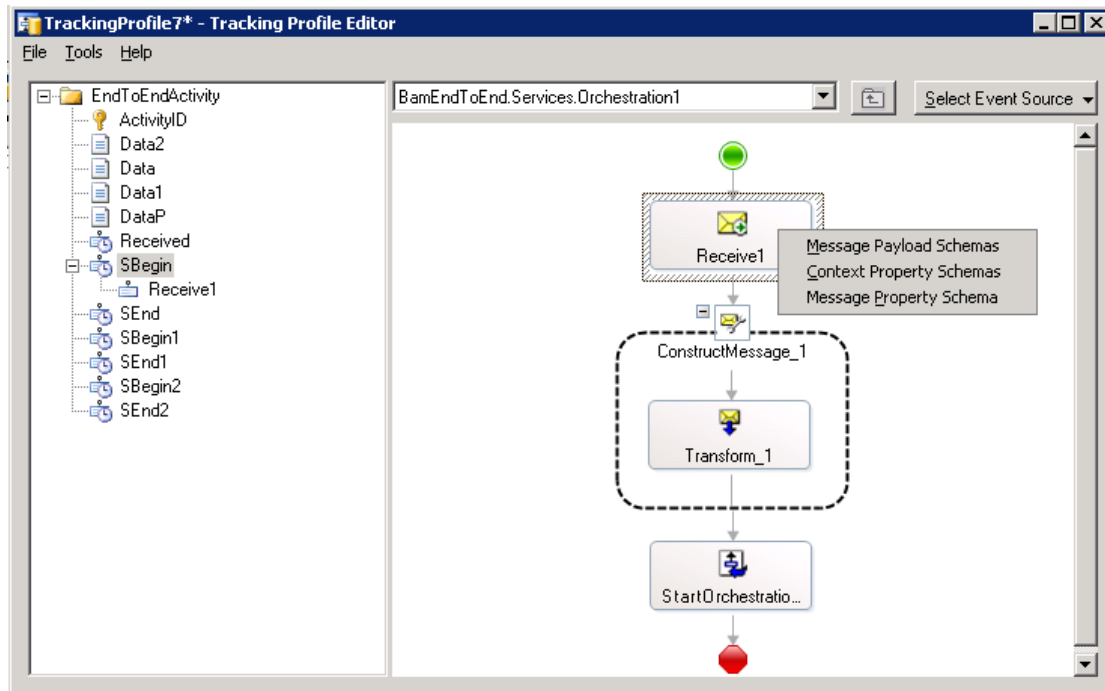 TrackingProfile7* - Tracking Profile Editor
File Tools Help
EndToEndActivity
ActivityID
Data2
Data
Data1
DataP
Received
SBegin
Receive1
SEnd
SBegin1
SEnd1
SBegin2
SEnd2
BamEndToEnd.Services.Orchestration1
Select Event Source
Receive1
Message Payload Schemas
Context Property Schemas
Message Property Schema
ConstructMessage_1
Transform_1
StartOrchestratio...